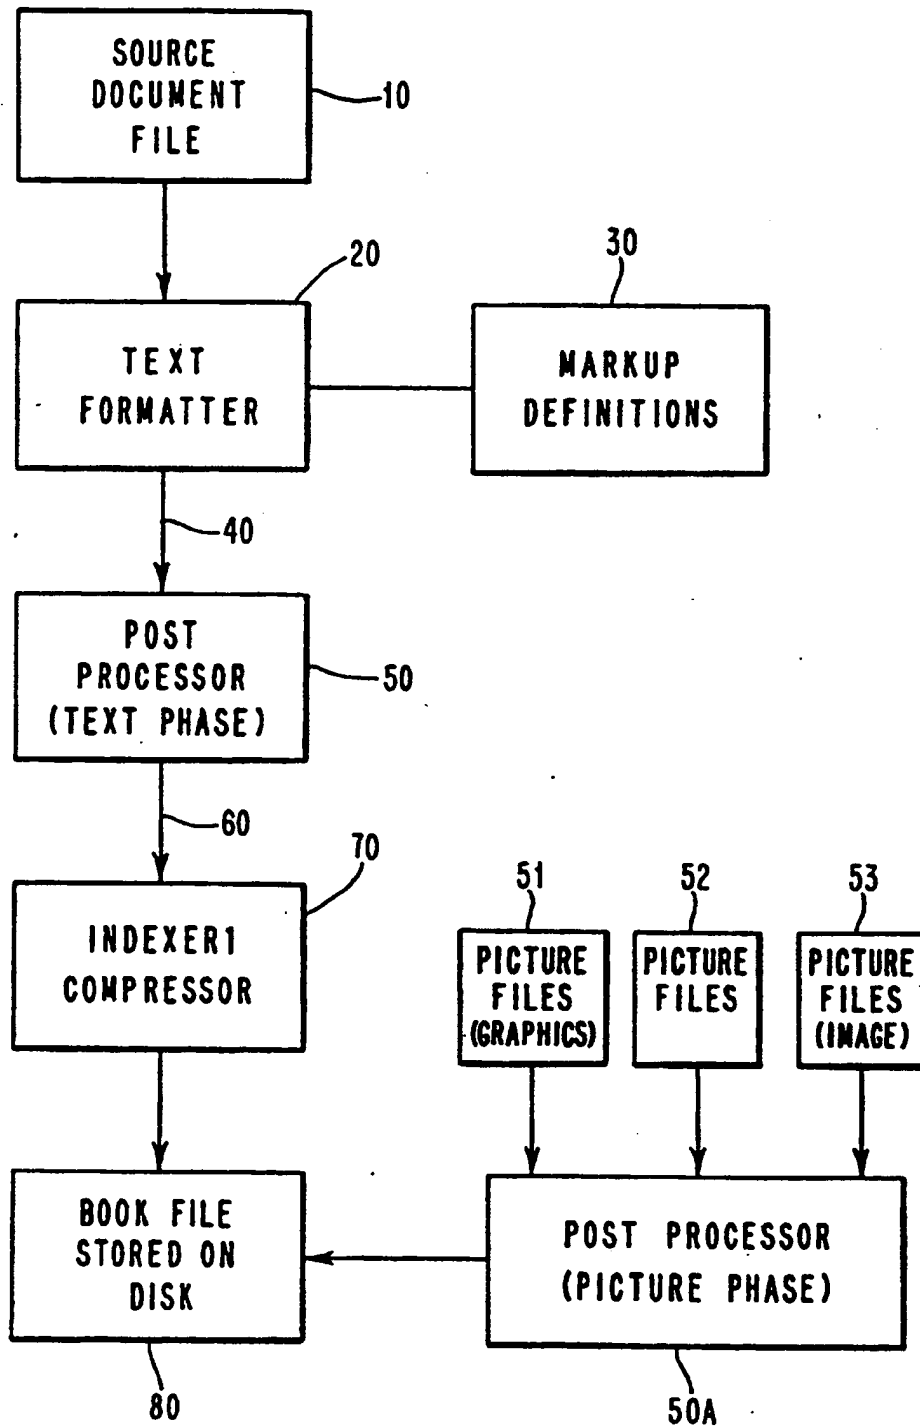 SOURCE
DOCUMENT
FILE
10
20
TEXT
FORMATTER
30
MARKUP
DEFINITIONS
40
POST
PROCESSOR
(TEXT PHASE)
50
60
70
INDEXER1
COMPRESSOR
51
PICTURE
FILES
(GRAPHICS)
52
PICTURE
FILES
53
PICTURE
FILES
(IMAGE)
BOOK FILE
STORED ON
DISK
80
POST PROCESSOR
(PICTURE PHASE)
50A